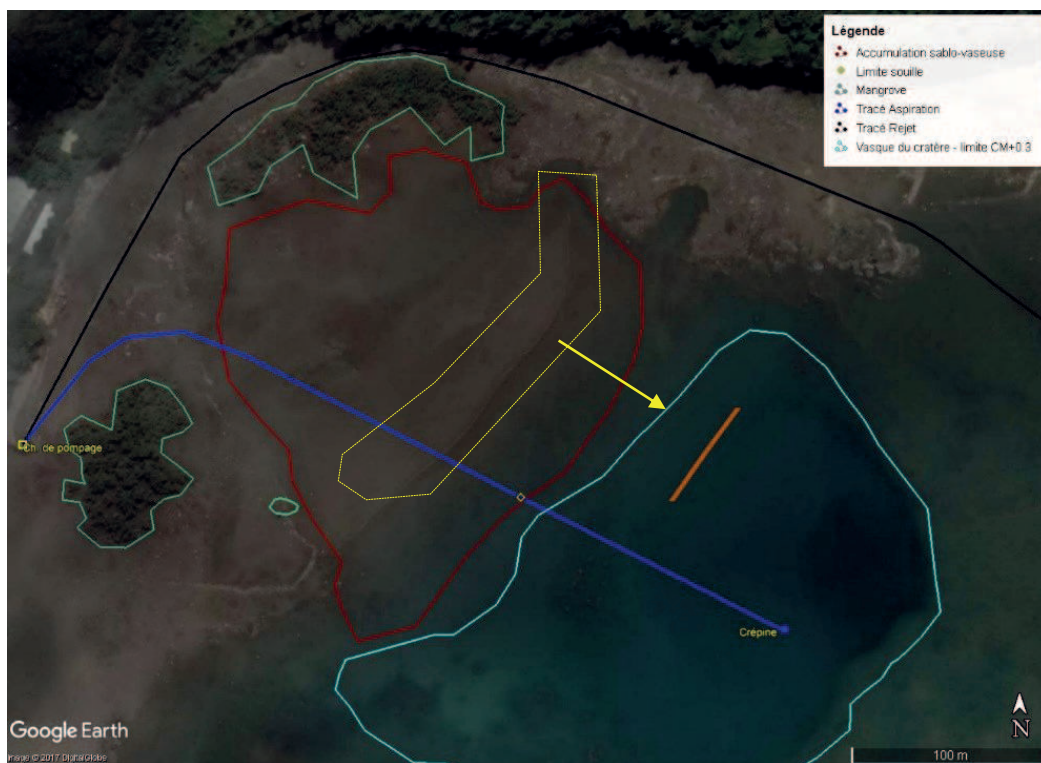 Légende
Accumulation sablo-vaseuse
Limite souille
Mangrove
Tracé Aspiration
Tracé Rejet
Vasque du cratère - limite CM+0.3
Ch. de pompage
Crépine
Google Earth
Image © 2017 DigitalGlobe
N
100 m